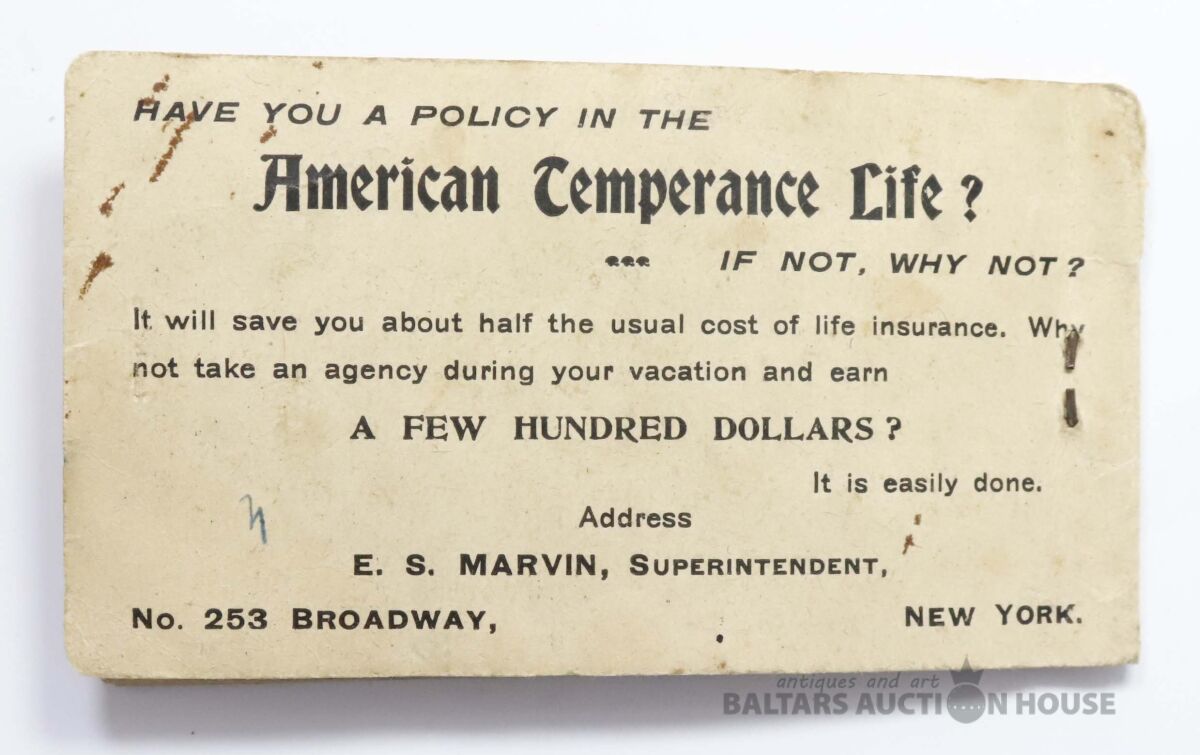 HAVE YOU A POLICY IN THE
American Temperance Life?
IF NOT, WHY NOT?
It will save you about half the usual cost of life insurance. Why
not take an agency during your vacation and earn
A FEW HUNDRED DOLLARS?
It is easily done.
Address
E. S. MARVIN, SUPERINTENDENT,
No. 253 BROADWAY, NEW YORK.
antiques and art
BALTARS AUCTION HOUSE